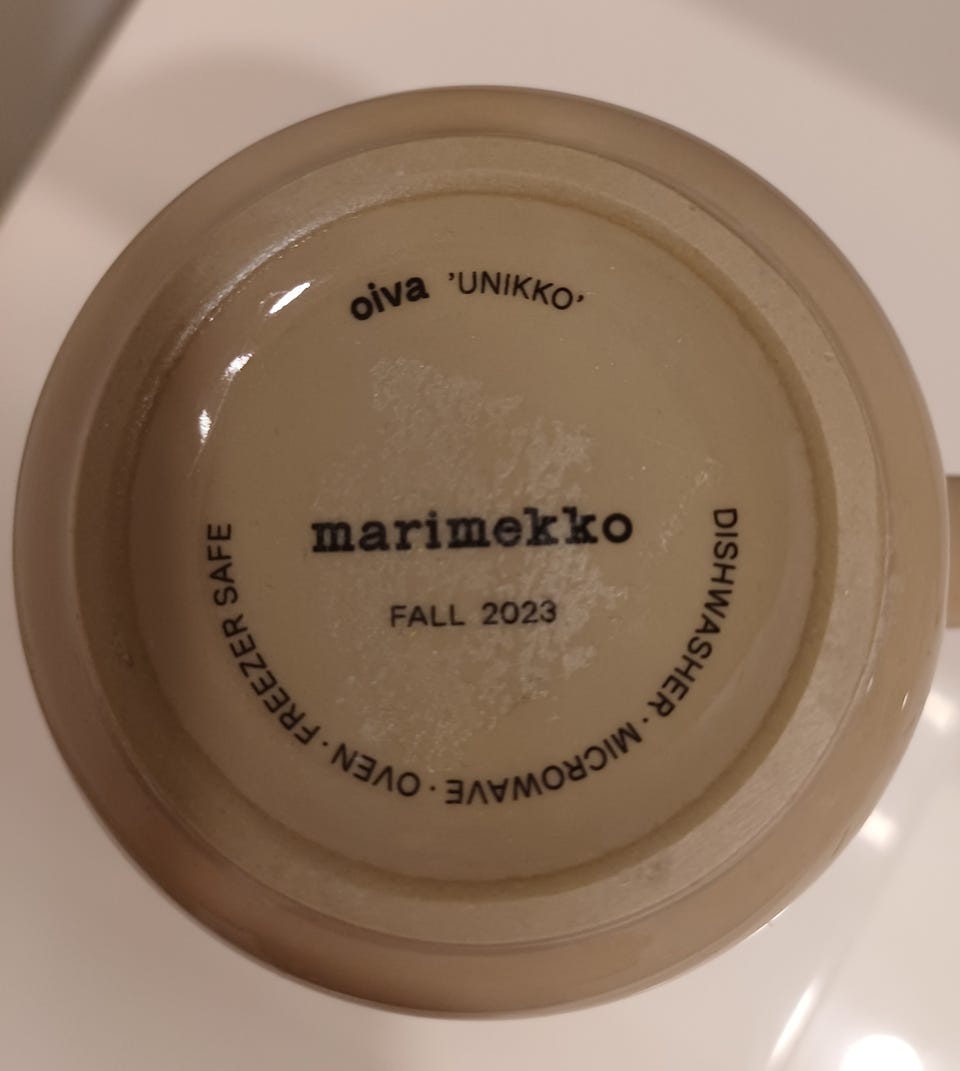 oiva 'UNIKKO'
marimekko
FALL 2023
DISHWASHER · MICROWAVE · OVEN · FREEZER SAFE